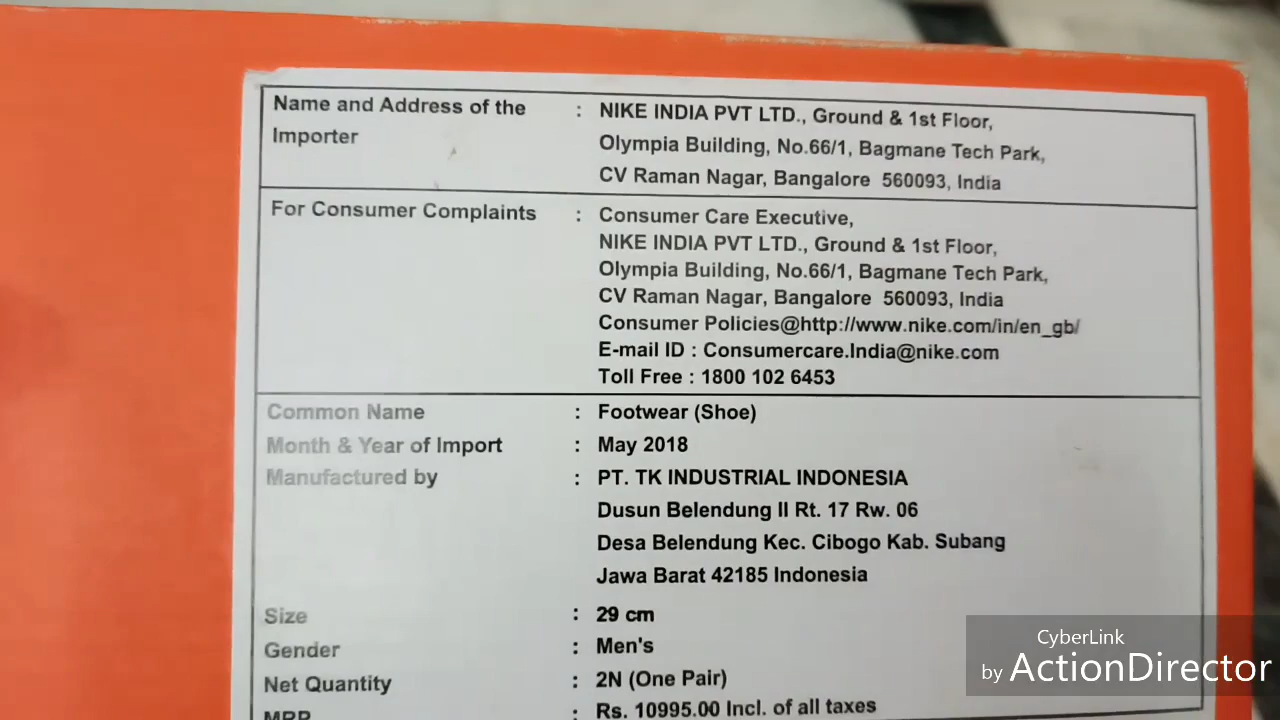 Name and Address of the : NIKE INDIA PVT LTD., Ground & 1st Floor,
Importer Olympia Building, No.66/1, Bagmane Tech Park,
CV Raman Nagar, Bangalore 560093, India
For Consumer Complaints : Consumer Care Executive,
NIKE INDIA PVT LTD., Ground & 1st Floor,
Olympia Building, No.66/1, Bagmane Tech Park,
CV Raman Nagar, Bangalore 560093, India
Consumer Policies@http://www.nike.com/in/en_gb/
E-mail ID : Consumercare.India@nike.com
Toll Free : 1800 102 6453
Common Name : Footwear (Shoe)
Month & Year of Import : May 2018
Manufactured by : PT. TK INDUSTRIAL INDONESIA
Dusun Belendung II Rt. 17 Rw. 06
Desa Belendung Kec. Cibogo Kab. Subang
Jawa Barat 42185 Indonesia
Size : 29 cm
Gender : Men's
Net Quantity : 2N (One Pair)
MRP : Rs. 10995.00 Incl. of all taxes
CyberLink
by ActionDirector